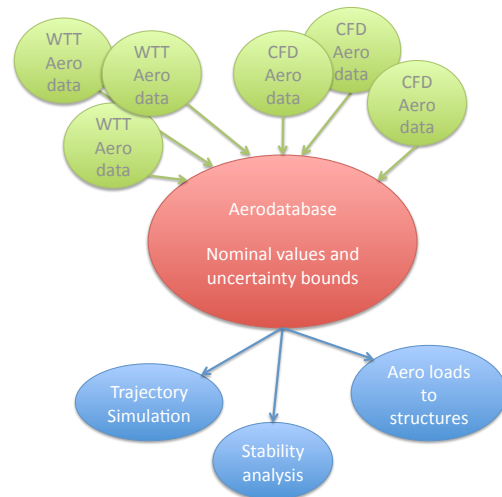 WTT
Aero
data
WTT
Aero
data
WTT
Aero
data
CFD
Aero
data
CFD
Aero
data
CFD
Aero
data
Aerodatabase
Nominal values and
uncertainty bounds
Trajectory
Simulation
Stability
analysis
Aero loads
to
structures